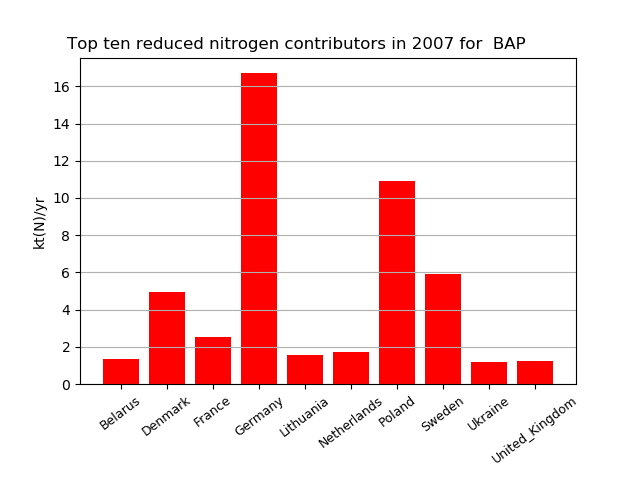 Top ten reduced nitrogen contributors in 2007 for  BAP
16
14
12
10
8
6
4
2
0
kt(N)/yr
Belarus
Denmark
France
Germany
Lithuania
Netherlands
Poland
Sweden
Ukraine
United_Kingdom